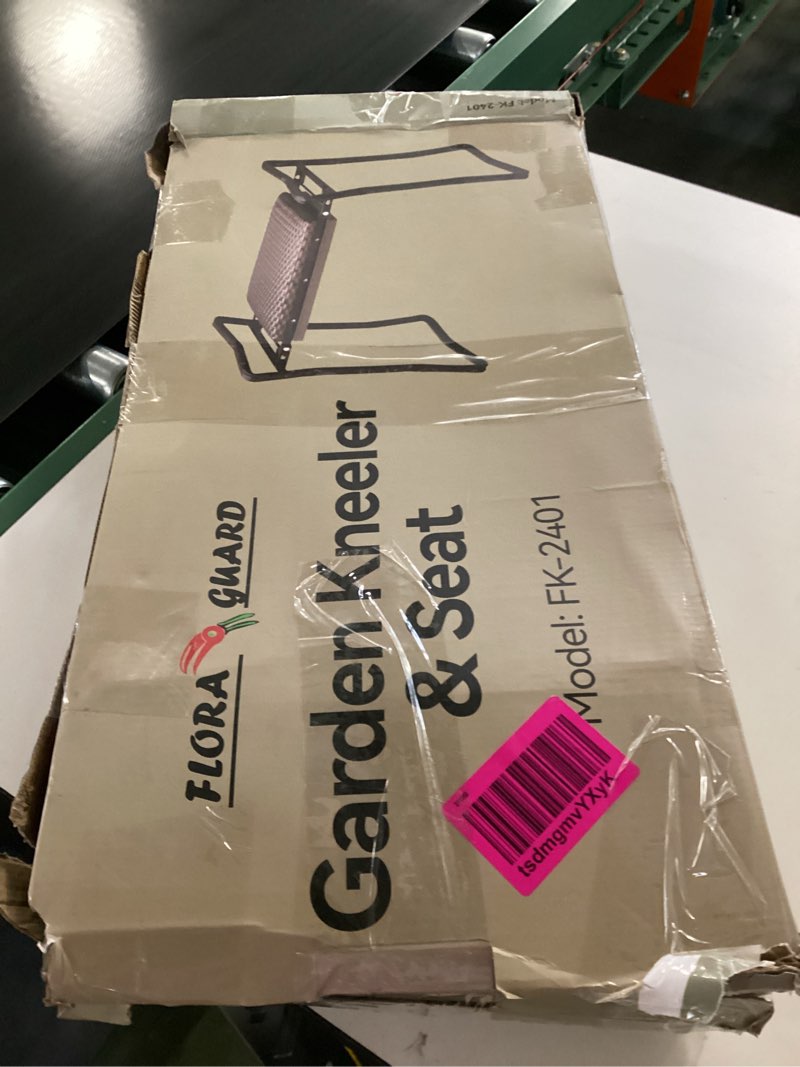 Model: FK-2401
FLORA GUARD
Garden Kneeler
& Seat
Model: FK-2401
tsdmgmvYXyK